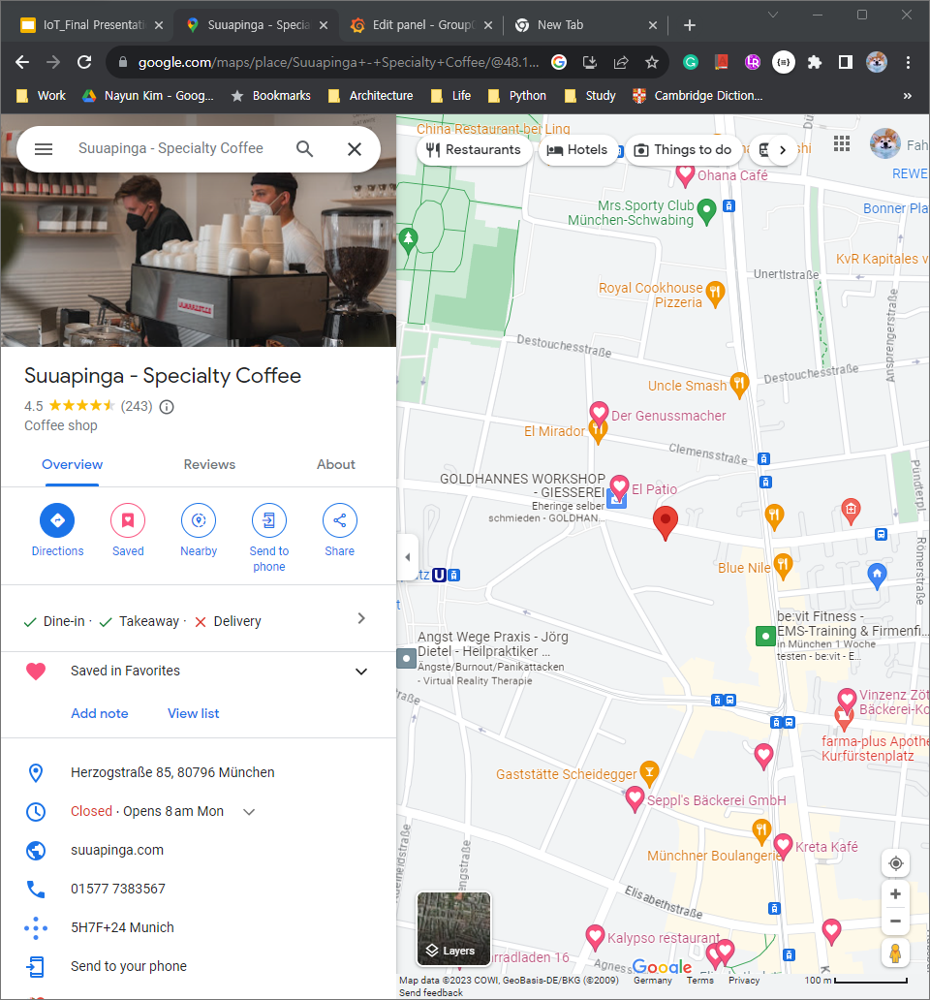 IoT_Final Presentati
Suuapinga - Specia
Edit panel - Group
New Tab
google.com/maps/place/Suuapinga+-+Specialty+Coffee/@48.1...
Work
Nayun Kim - Goog...
Bookmarks
Architecture
Life
Python
Study
Cambridge Diction...
»
Suuapinga - Specialty Coffee
Suuapinga - Specialty Coffee
4.5 (243)
Coffee shop
Overview
Reviews
About
Directions
Saved
Nearby
Send to
phone
Share
Dine-in · Takeaway · Delivery
Saved in Favorites
Add note
View list
Herzogstraße 85, 80796 München
Closed · Opens 8 am Mon
suuapinga.com
01577 7383567
5H7F+24 Munich
Send to your phone
China Restaurant bei Ling
Restaurants
Hotels
Things to do
Fah
Ohana Café
REWE
Mrs.Sporty Club
München-Schwabing
Bonner Pla
KvR Kapitales v
Unertlstraße
Royal Cookhouse
Pizzeria
Ansprengerstraße
Destouchesstraße
Destouchesstraße
Uncle Smash
Der Genussmacher
El Mirador
Clemensstraße
GOLDHANNES WORKSHOP
- GIESSEREI
Eheringe selber
schmieden - GOLDHAN...
El Patio
Pündterpl.
Römerstraße
Blue Nile
tz
U
t
be:vit Fitness -
EMS-Training & Firmenfi...
in München 1 Woche
testen - be:vit - E...
Angst Wege Praxis - Jörg
Dietel - Heilpraktiker ...
Ängste/Burnout/Panikattacken
- Virtual Reality Therapie
Vinzenz Zöt
Bäckerei-Ko
farma-plus Apothe
Kurfürstenplatz
Gaststätte Scheidegger
Seppl's Bäckerei GmbH
Münchner Boulangerie
Kreta Kafé
Elisabethstraße
Kalypso restaurant
rradläden 16
Agnes
Layers
Google
Map data ©2023 COWI, GeoBasis-DE/BKG (©2009)
Germany
Terms
Privacy
100 m
Send feedback